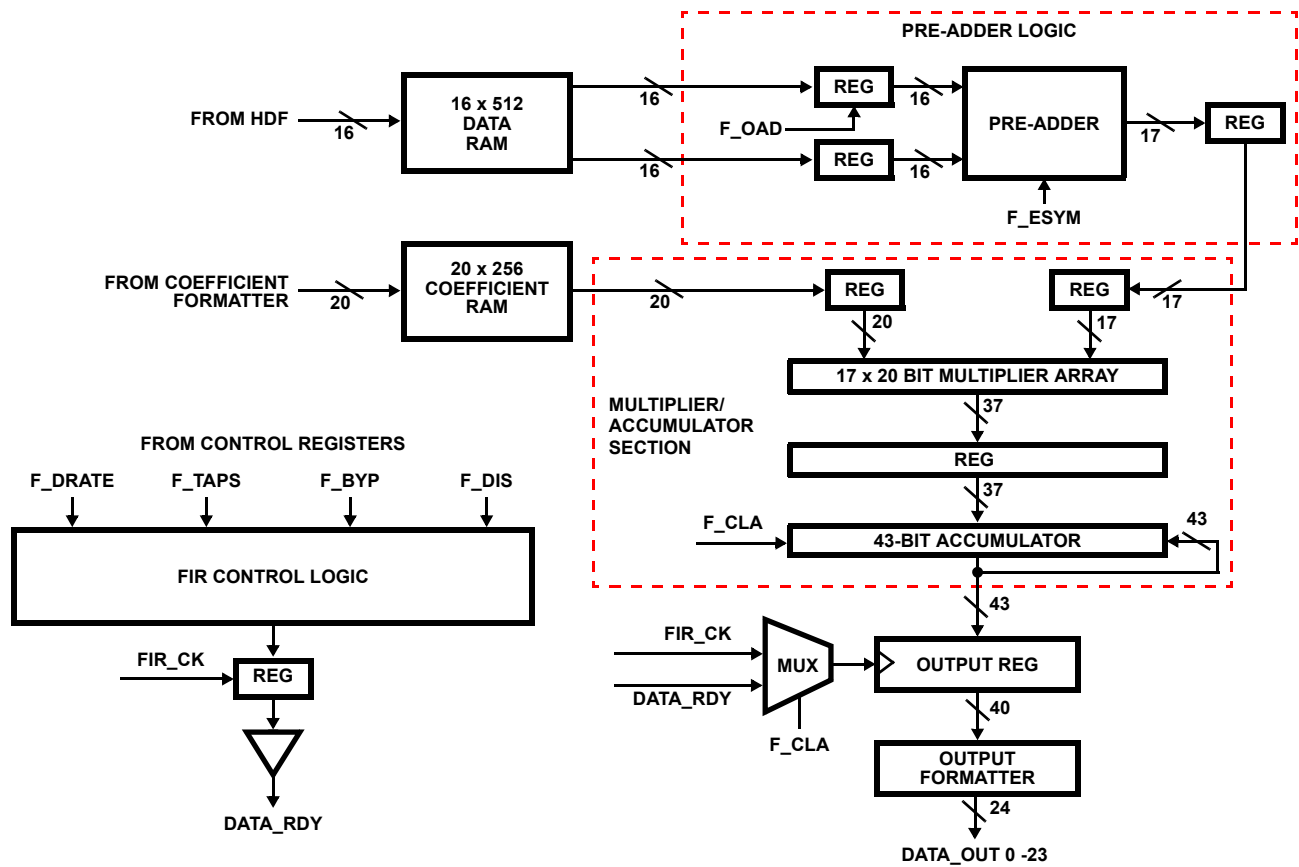 PRE-ADDER LOGIC
FROM HDF
16
16 x 512
DATA
RAM
16
REG
16
F_OAD
PRE-ADDER
17
REG
16
REG
16
F_ESYM
FROM COEFFICIENT
FORMATTER
20
20 x 256
COEFFICIENT
RAM
20
REG
REG
17
20
17
17 x 20 BIT MULTIPLIER ARRAY
MULTIPLIER/
ACCUMULATOR
SECTION
37
REG
37
F_CLA
43-BIT ACCUMULATOR
43
43
FROM CONTROL REGISTERS
F_DRATE
F_TAPS
F_BYP
F_DIS
FIR CONTROL LOGIC
FIR_CK
REG
DATA_RDY
FIR_CK
DATA_RDY
MUX
F_CLA
OUTPUT REG
40
OUTPUT
FORMATTER
24
DATA_OUT 0 -23